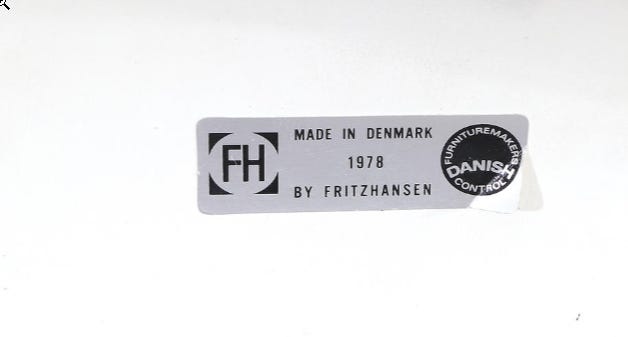 FH
MADE IN DENMARK
1978
BY FRITZHANSEN
FURNITUREMAKERS
DANISH
CONTROL